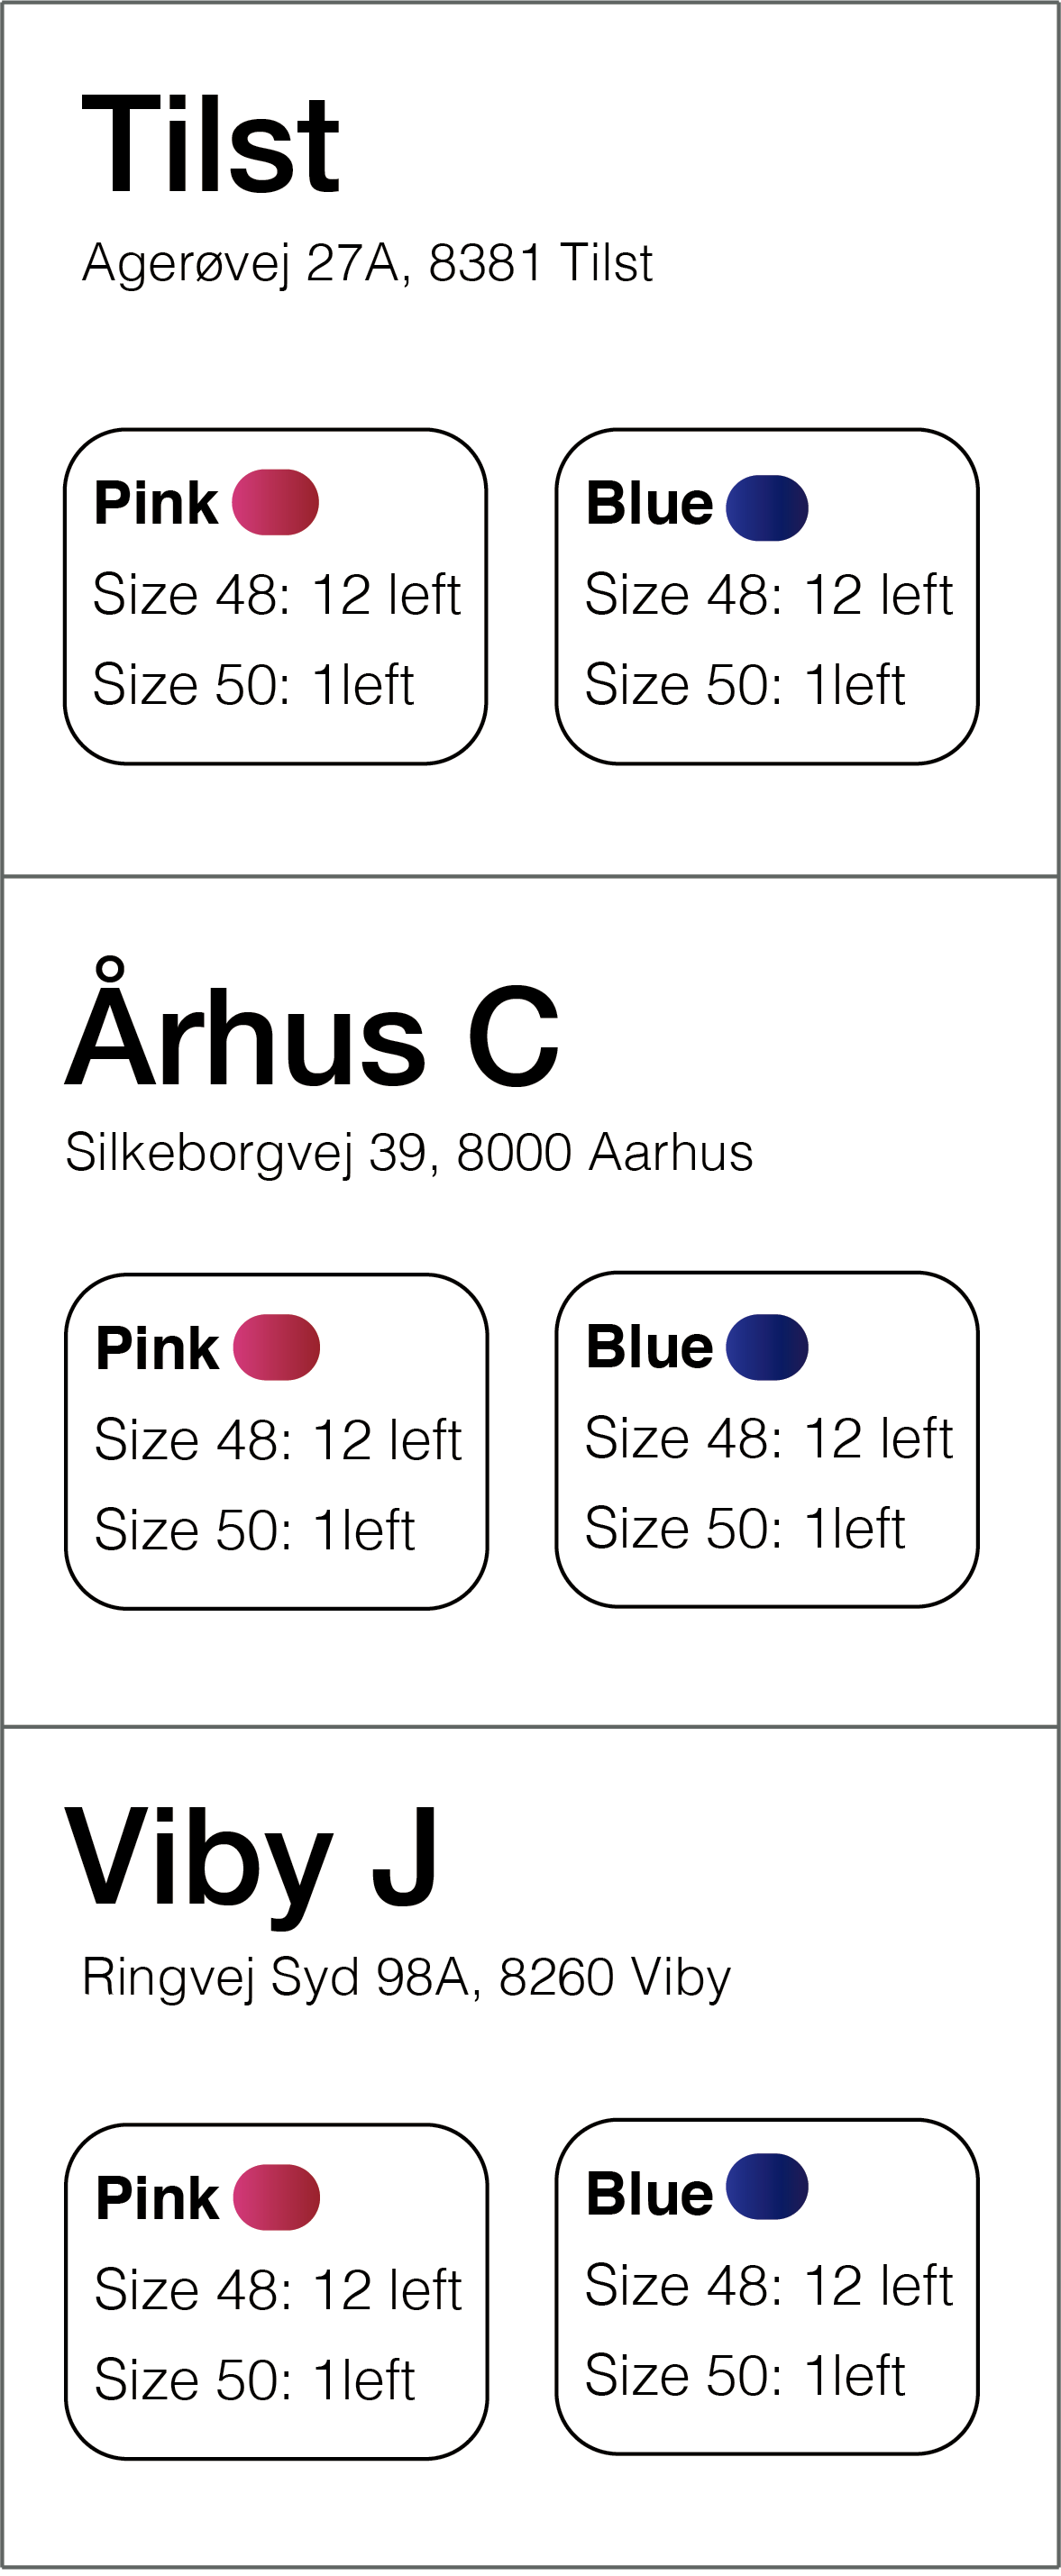 Tilst
Agerøvej 27A, 8381 Tilst
Pink
Size 48: 12 left
Size 50: 1left
Blue
Size 48: 12 left
Size 50: 1left
Århus C
Silkeborgvej 39, 8000 Aarhus
Pink
Size 48: 12 left
Size 50: 1left
Blue
Size 48: 12 left
Size 50: 1left
Viby J
Ringvej Syd 98A, 8260 Viby
Pink
Size 48: 12 left
Size 50: 1left
Blue
Size 48: 12 left
Size 50: 1left